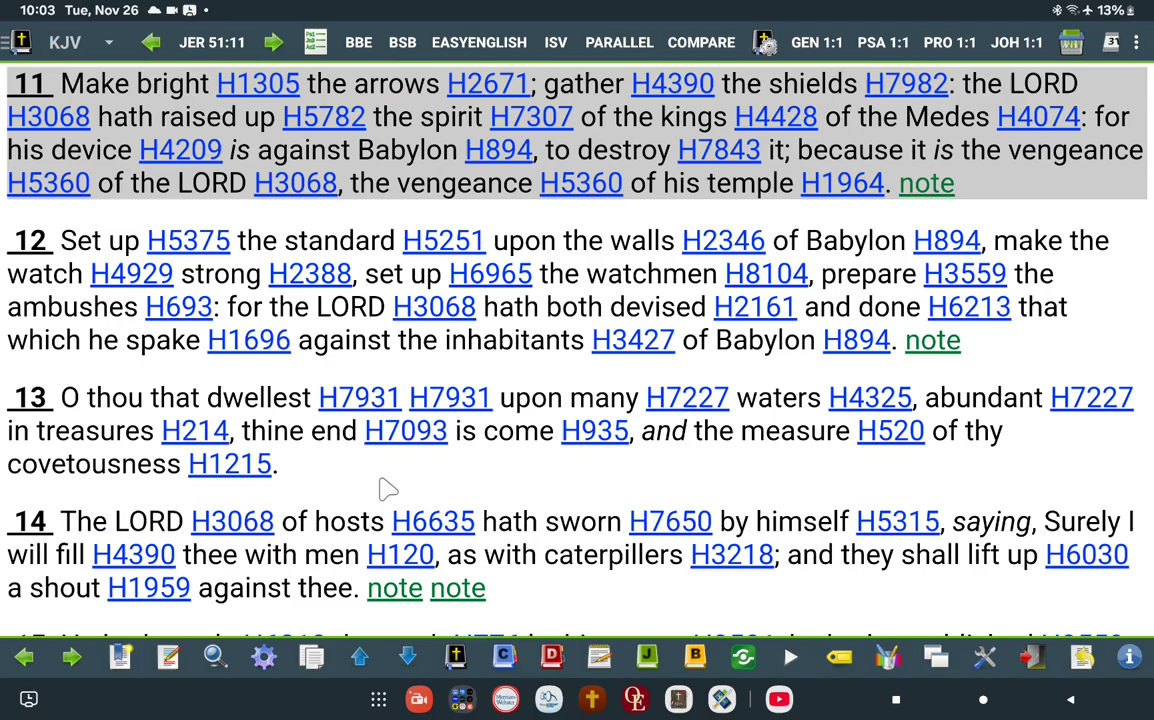 10:03 Tue, Nov 26 13%
KJV JER 51:11 BBE BSB EASYENGLISH ISV PARALLEL COMPARE GEN 1:1 PSA 1:1 PRO 1:1 JOH 1:1 31
11 Make bright H1305 the arrows H2671; gather H4390 the shields H7982: the LORD
H3068 hath raised up H5782 the spirit H7307 of the kings H4428 of the Medes H4074: for
his device H4209 is against Babylon H894, to destroy H7843 it; because it is the vengeance
H5360 of the LORD H3068, the vengeance H5360 of his temple H1964. note
12 Set up H5375 the standard H5251 upon the walls H2346 of Babylon H894, make the
watch H4929 strong H2388, set up H6965 the watchmen H8104, prepare H3559 the
ambushes H693: for the LORD H3068 hath both devised H2161 and done H6213 that
which he spake H1696 against the inhabitants H3427 of Babylon H894. note
13 O thou that dwellest H7931 H7931 upon many H7227 waters H4325, abundant H7227
in treasures H214, thine end H7093 is come H935, and the measure H520 of thy
covetousness H1215.
14 The LORD H3068 of hosts H6635 hath sworn H7650 by himself H5315, saying, Surely I
will fill H4390 thee with men H120, as with caterpillers H3218; and they shall lift up H6030
a shout H1959 against thee. note note
C D J B